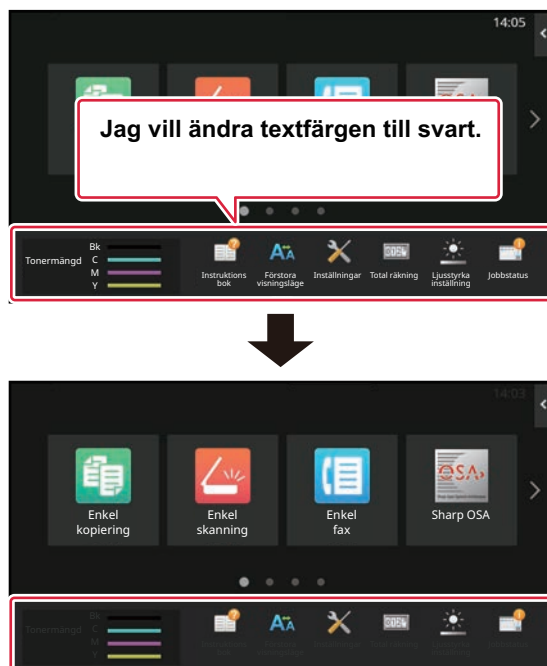 14:05
Jag vill ändra textfärgen till svart.
Tonermängd
Bk
C
M
Y
Instruktions
bok
Förstora
visningsläge
Inställningar
Total räkning
Ljusstyrka
inställning
Jobbstatus
14:03
Enkel
kopiering
Enkel
skanning
Enkel
fax
OSA
Sharp OSA
Tonermängd
Bk
C
M
Y